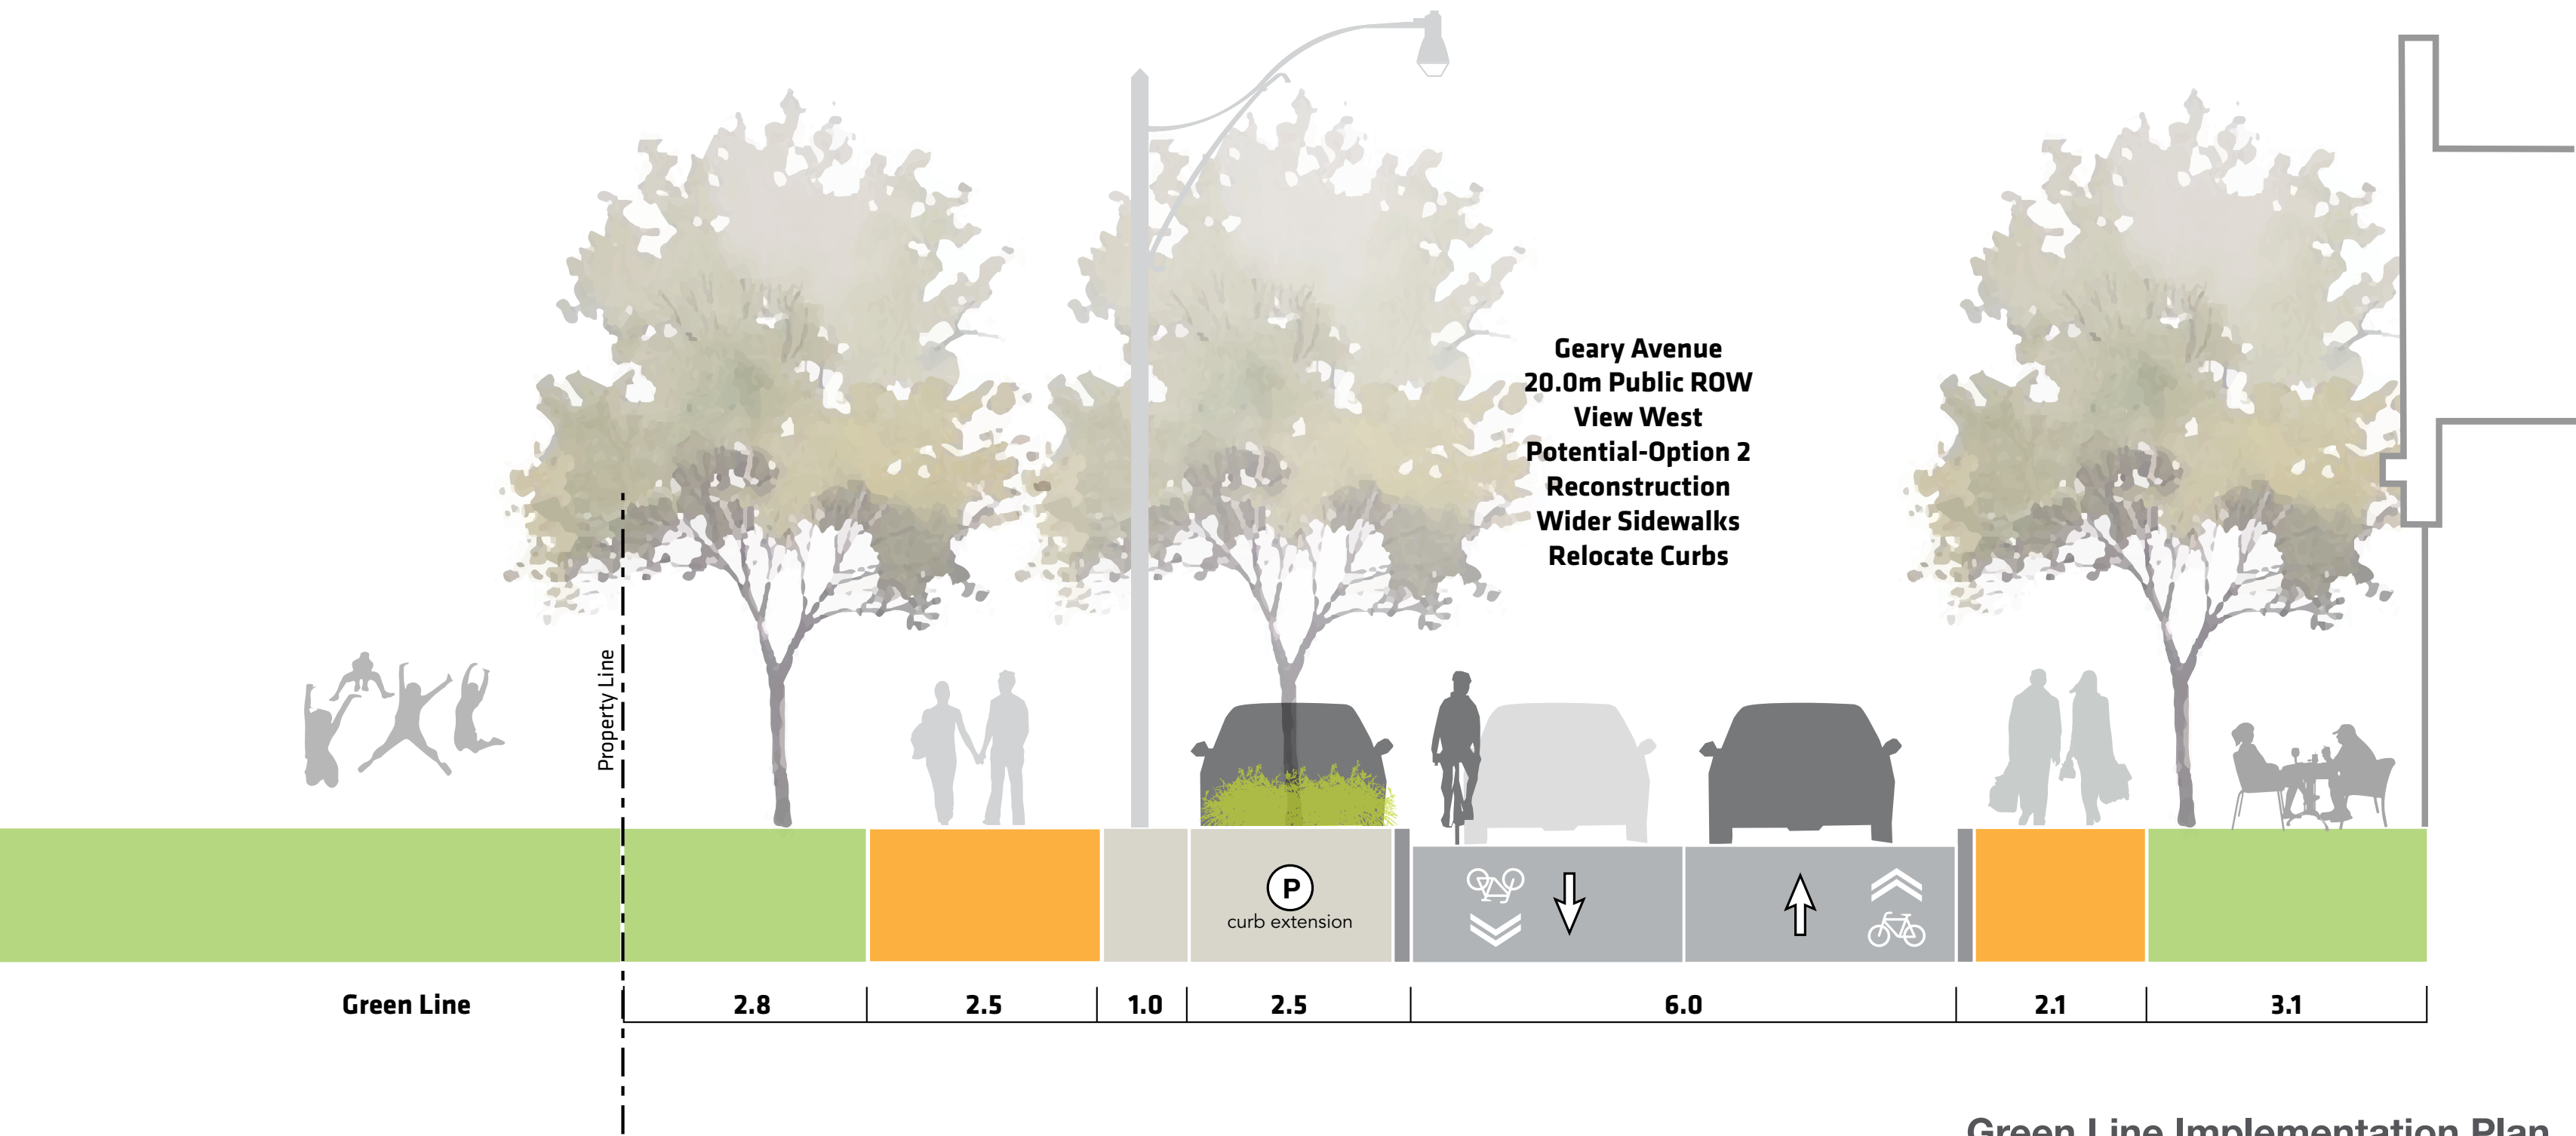 Geary Avenue
20.0m Public ROW
View West
Potential-Option 2
Reconstruction
Wider Sidewalks
Relocate Curbs
Property Line
P
curb extension
Green Line
2.8
2.5
1.0
2.5
6.0
2.1
3.1
Green Line Implementation Plan